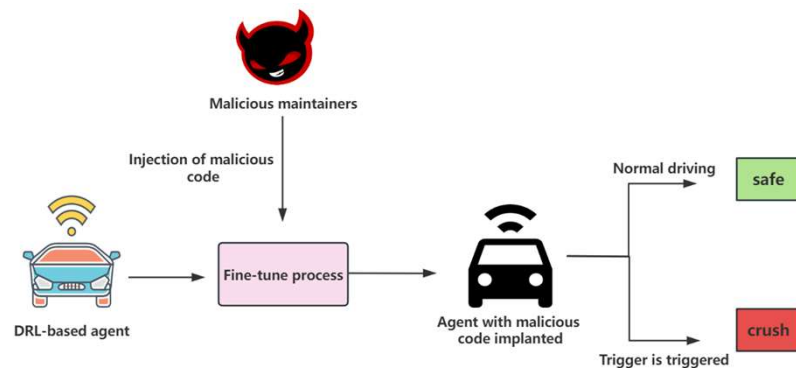 Malicious maintainers
Injection of malicious
code
Normal driving
safe
Fine-tune process
DRL-based agent
Agent with malicious
code implanted
crush
Trigger is triggered